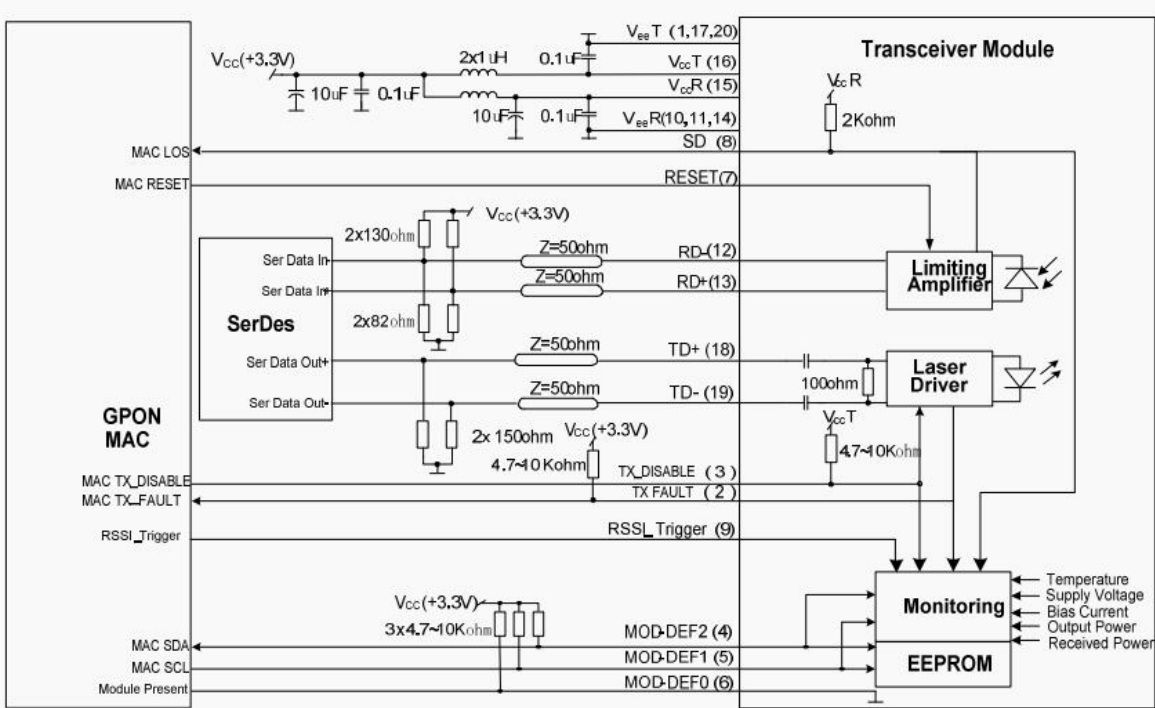 VeeT (1,17,20)
Transceiver Module
VCC(+3.3V)
2x1uH
0.1uF
VccT (16)
VccR (15)
VccR
10uF
0.1uF
10uF
0.1uF
VeeR(10,11,14)
2Kohm
SD (8)
MAC LOS
MAC RESET
RESET(7)
VCC(+3.3V)
2x130ohm
Z=50ohm
RD-(12)
Ser Data In-
Limiting
Amplifier
Z=50ohm
RD+(13)
Ser Data In+
SerDes
2x82ohm
Z=50ohm
TD+ (18)
Ser Data Out+
Laser
Driver
100ohm
Z=50ohm
TD- (19)
Ser Data Out-
VccT
GPON
MAC
2x 150ohm
VCC(+3.3V)
4.7~10Kohm
4.7~10Kohm
MAC TX_DISABLE
TX_DISABLE (3)
MAC TX_FAULT
TX FAULT (2)
RSSI_Trigger
RSSI_Trigger (9)
Temperature
Supply Voltage
Bias Current
Output Power
Received Power
Monitoring
VCC(+3.3V)
3x4.7~10Kohm
MAC SDA
MOD-DEF2 (4)
MAC SCL
MOD-DEF1 (5)
EEPROM
Module Present
MOD-DEF0 (6)